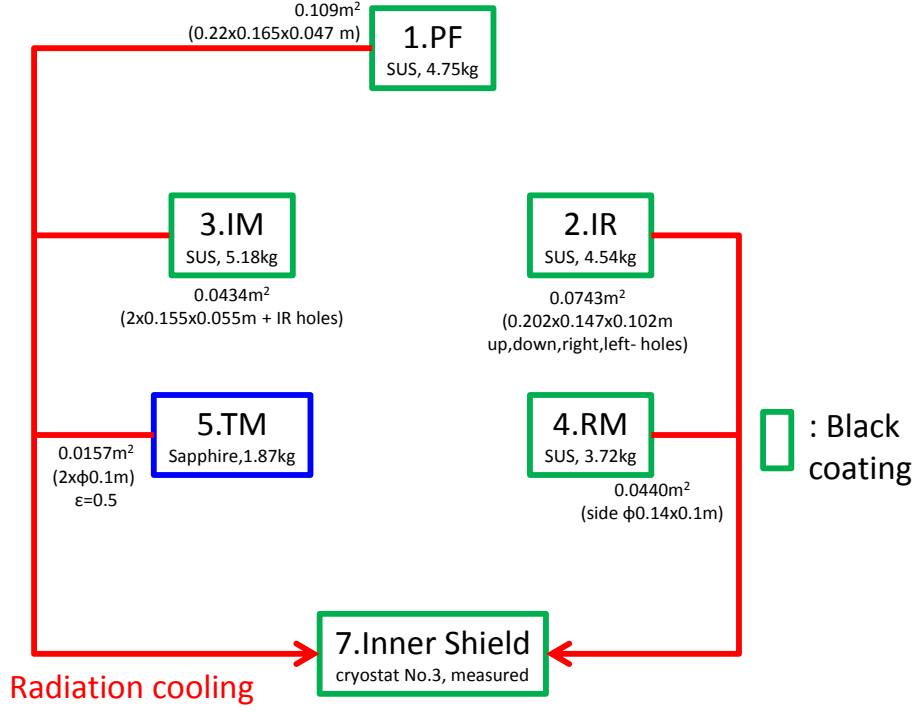 0.109m²
(0.22x0.165x0.047 m)
1.PF
SUS, 4.75kg
3.IM
SUS, 5.18kg
0.0434m²
(2x0.155x0.055m + IR holes)
2.IR
SUS, 4.54kg
0.0743m²
(0.202x0.147x0.102m
up,down,right,left- holes)
5.TM
Sapphire,1.87kg
0.0157m²
(2xφ0.1m)
ε=0.5
4.RM
SUS, 3.72kg
0.0440m²
(side φ0.14x0.1m)
: Black
coating
7.Inner Shield
cryostat No.3, measured
Radiation cooling